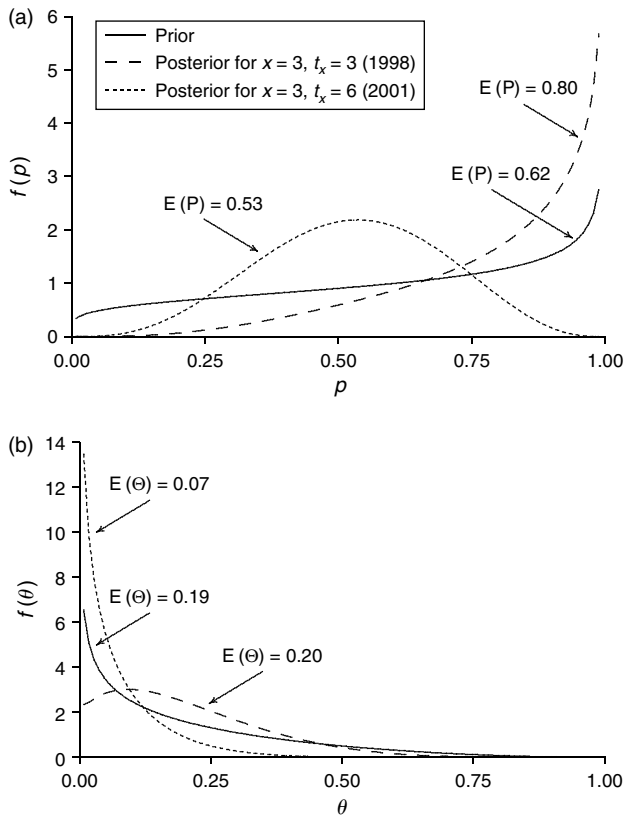 (a)
6
5
4
3
2
1
0
f(p)
Prior
Posterior for x = 3, tₓ = 3 (1998)
Posterior for x = 3, tₓ = 6 (2001)
E (P) = 0.80
E (P) = 0.62
E (P) = 0.53
0.00 0.25 0.50 0.75 1.00
p
(b)
14
12
10
8
6
4
2
0
f(θ)
E (Θ) = 0.07
E (Θ) = 0.19
E (Θ) = 0.20
0.00 0.25 0.50 0.75 1.00
θ